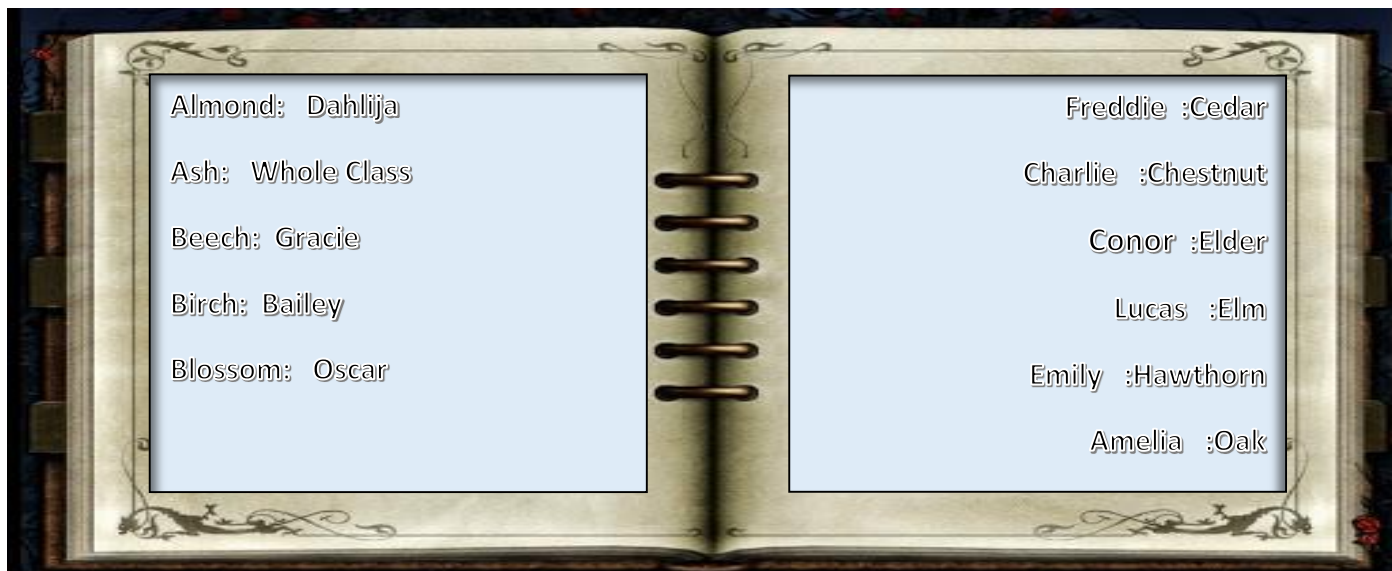 Almond: Dahlija
Ash: Whole Class
Beech: Gracie
Birch: Bailey
Blossom: Oscar
Freddie :Cedar
Charlie :Chestnut
Conor :Elder
Lucas :Elm
Emily :Hawthorn
Amelia :Oak